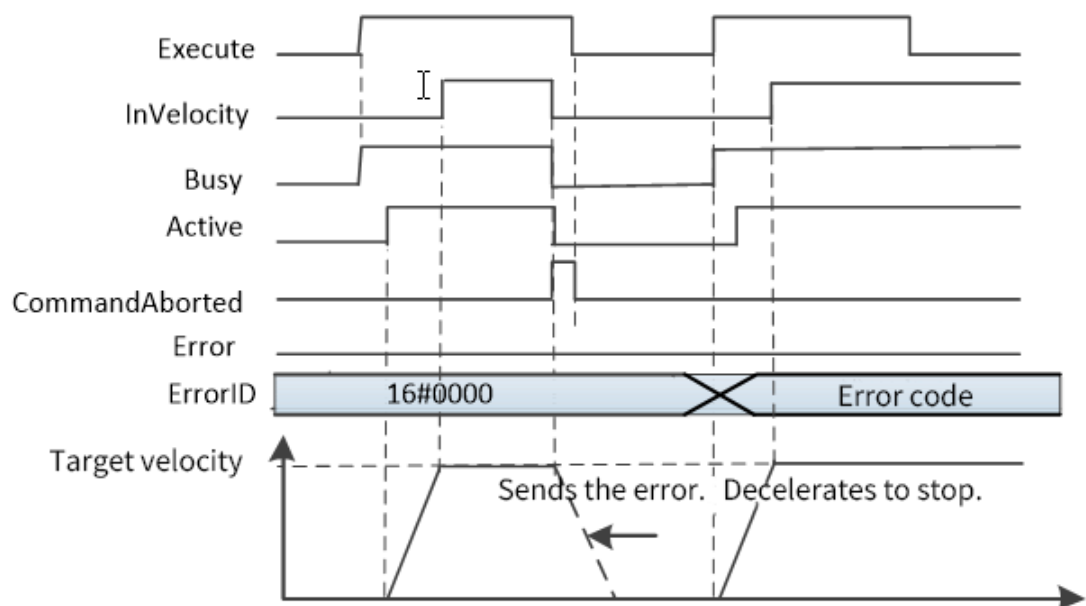 Execute
InVelocity
Busy
Active
CommandAborted
Error
ErrorID 16#0000 Error code
Target velocity
Sends the error. Decelerates to stop.